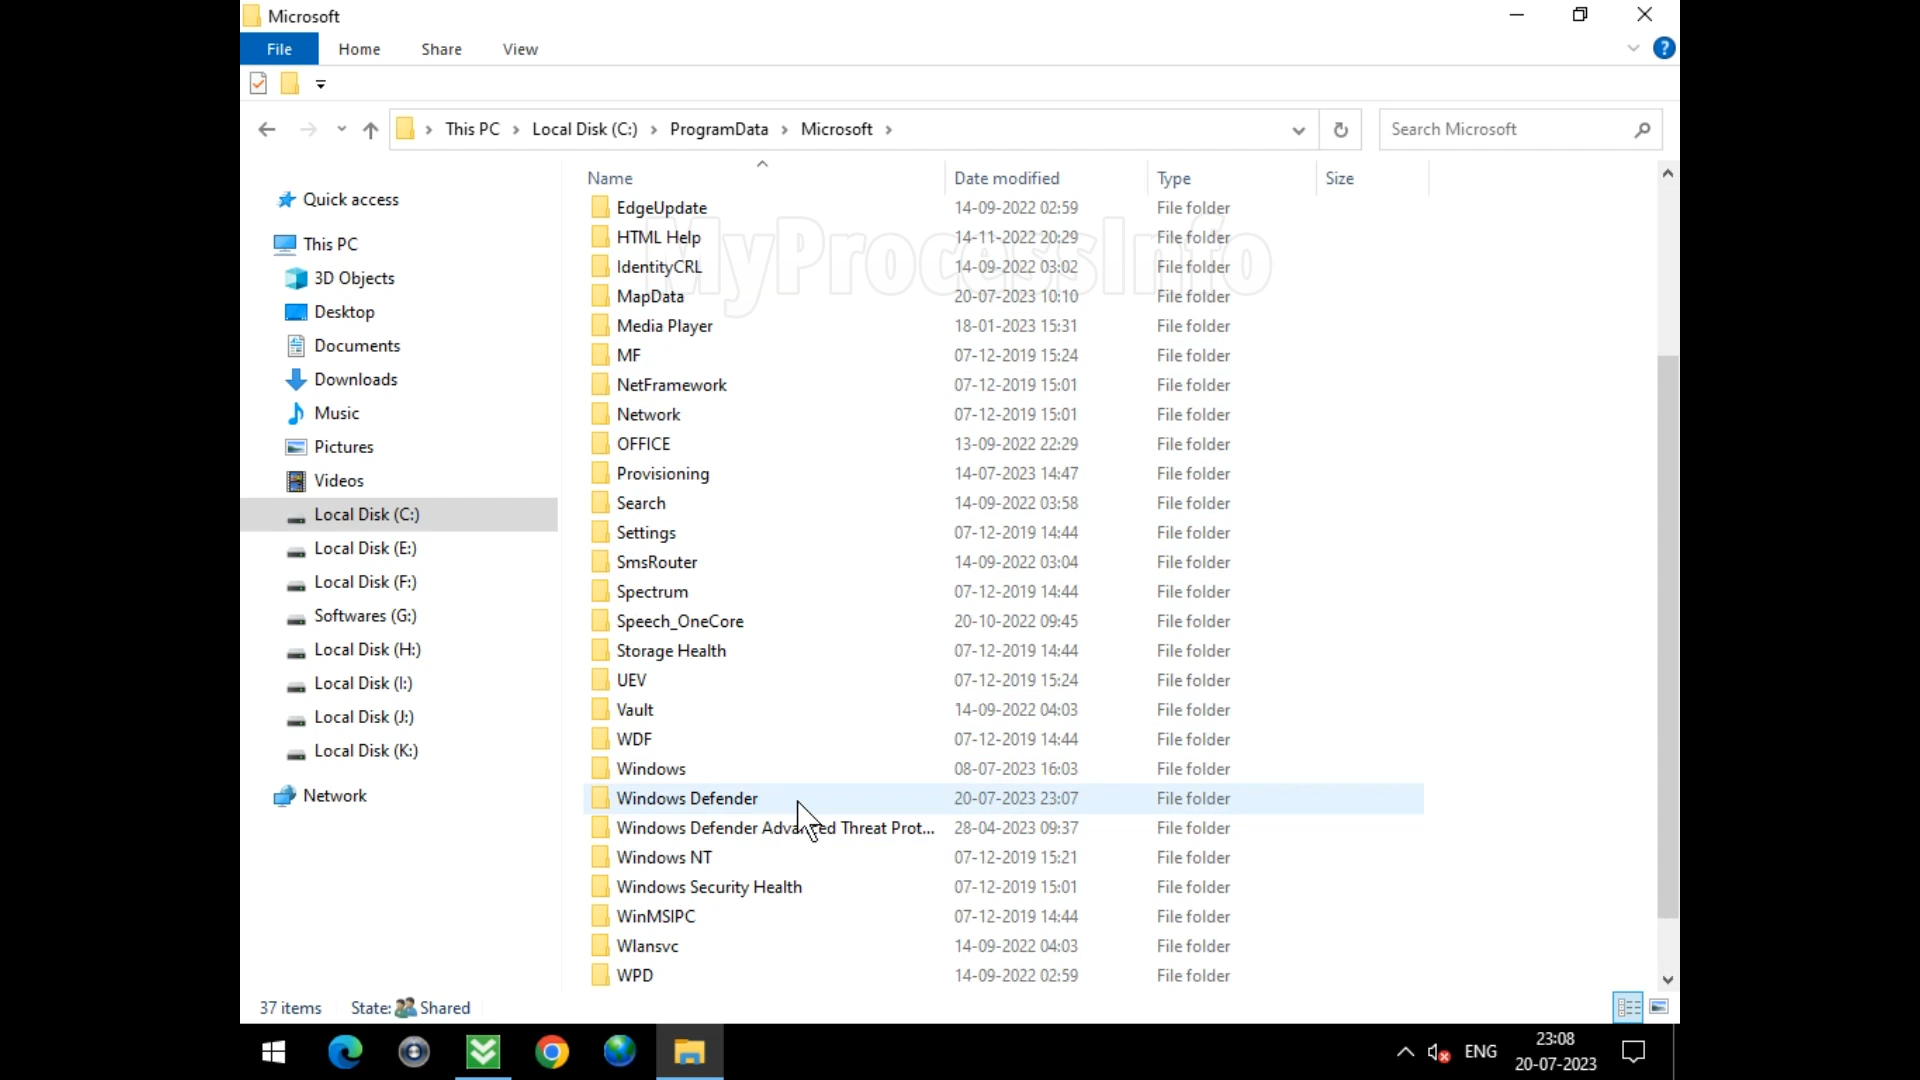 Microsoft
File Home Share View
This PC Local Disk (C:) ProgramData Microsoft
Search Microsoft
Quick access
This PC
3D Objects
Desktop
Documents
Downloads
Music
Pictures
Videos
Local Disk (C:)
Local Disk (E:)
Local Disk (F:)
Softwares (G:)
Local Disk (H:)
Local Disk (I:)
Local Disk (J:)
Local Disk (K:)
Network
Name Date modified Type Size
EdgeUpdate 14-09-2022 02:59 File folder
HTML Help 14-11-2022 20:29 File folder
IdentityCRL 14-09-2022 03:02 File folder
MapData 20-07-2023 10:10 File folder
Media Player 18-01-2023 15:31 File folder
MF 07-12-2019 15:24 File folder
NetFramework 07-12-2019 15:01 File folder
Network 07-12-2019 15:01 File folder
OFFICE 13-09-2022 22:29 File folder
Provisioning 14-07-2023 14:47 File folder
Search 14-09-2022 03:58 File folder
Settings 07-12-2019 14:44 File folder
SmsRouter 14-09-2022 03:04 File folder
Spectrum 07-12-2019 14:44 File folder
Speech_OneCore 20-10-2022 09:45 File folder
Storage Health 07-12-2019 14:44 File folder
UEV 07-12-2019 15:24 File folder
Vault 14-09-2022 04:03 File folder
WDF 07-12-2019 14:44 File folder
Windows 08-07-2023 16:03 File folder
Windows Defender 20-07-2023 23:07 File folder
Windows Defender Advanced Threat Prot... 28-04-2023 09:37 File folder
Windows NT 07-12-2019 15:21 File folder
Windows Security Health 07-12-2019 15:01 File folder
WinMSIPC 07-12-2019 14:44 File folder
Wlansvc 14-09-2022 04:03 File folder
WPD 14-09-2022 02:59 File folder
MyProcessInfo
37 items State: Shared
ENG
23:08
20-07-2023